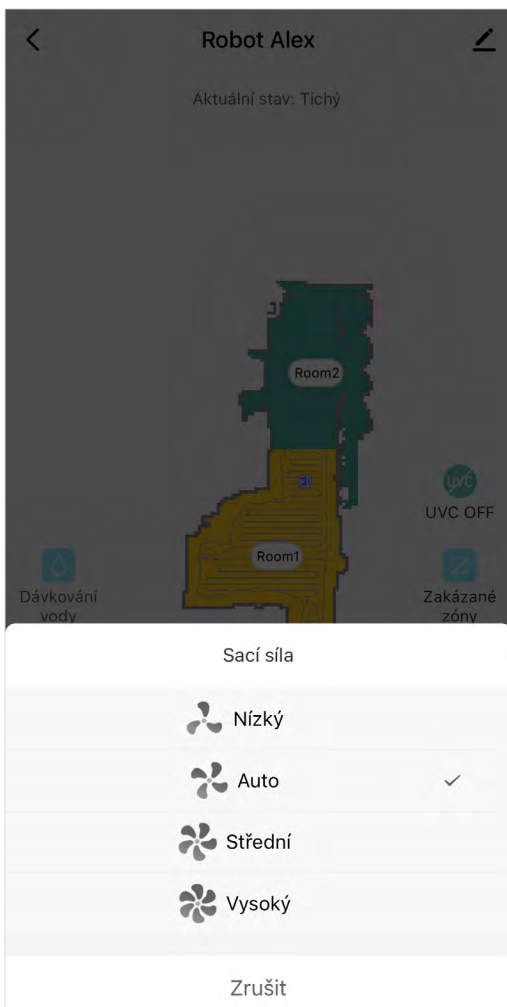 Robot Alex
Aktuální stav: Tichý
Room2
UVC
UVC OFF
Room1
Dávkování
vody
Zakázané
zóny
Sací síla
Nízký
Auto
Střední
Vysoký
Zrušit